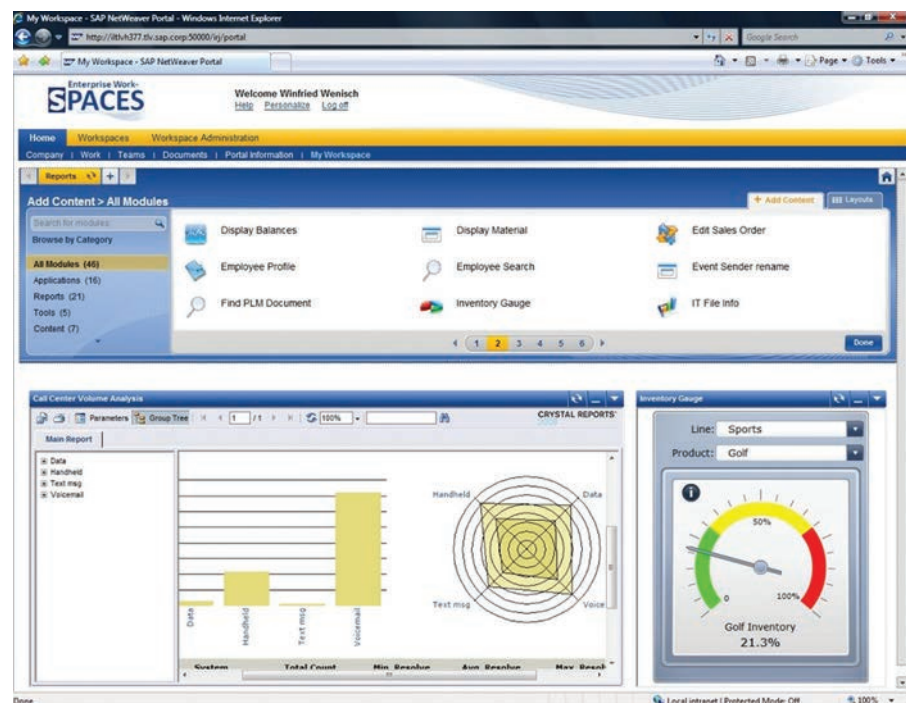 My Workspace - SAP NetWeaver Portal - Windows Internet Explorer
http://iltlvh377.tlv.sap.corp:50000/irj/portal
Google Search
My Workspace - SAP NetWeaver Portal
Page
Tools
Enterprise Work-
SPACES
Welcome Winfried Wenisch
Help Personalize Log off
Home Workspaces Workspace Administration
Company | Work | Teams | Documents | Portal Information | My Workspace
Reports
Add Content > All Modules
+ Add Content
Layouts
Search for modules
Browse by Category
All Modules (46)
Applications (16)
Reports (21)
Tools (5)
Content (7)
Display Balances
Display Material
Edit Sales Order
Employee Profile
Employee Search
Event Sender rename
Find PLM Document
Inventory Gauge
IT File Info
1 2 3 4 5 6
Done
Call Center Volume Analysis
Parameters Group Tree 1 / 1 100%
CRYSTAL REPORTS
Main Report
Data
Handheld
Text msg
Voicemail
Data
Handheld
Text msg
Voicemail
Handheld
Data
Text msg
Voice
System Total Count Min Resolve Avg Resolve Max Resol
Inventory Gauge
Line: Sports
Product: Golf
50%
0
100%
Golf Inventory
21.3%
Done
Local intranet | Protected Mode: Off
100%